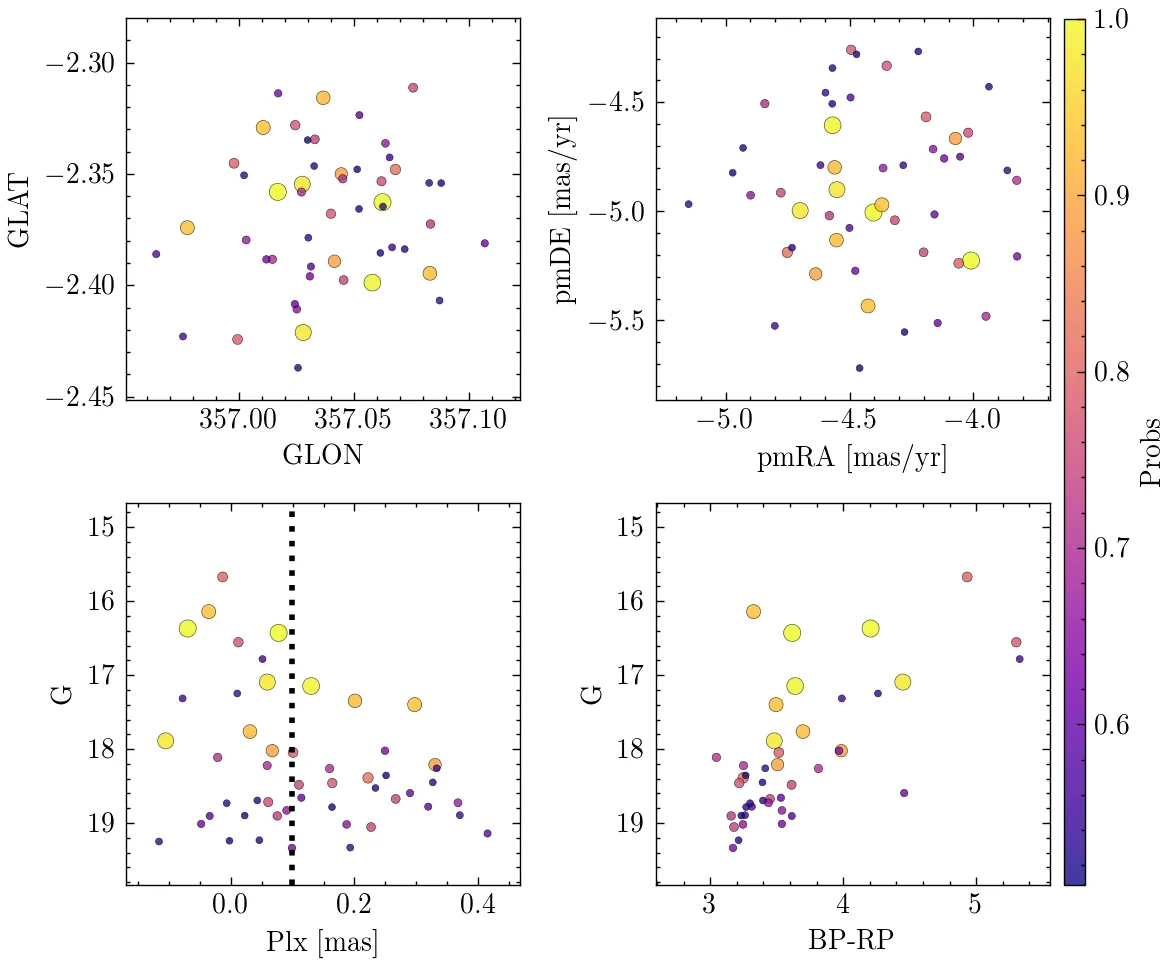 −2.30
−2.35
−2.40
−2.45
GLAT
357.00 357.05 357.10
GLON
−4.5
−5.0
−5.5
pmDE [mas/yr]
−5.0 −4.5 −4.0
pmRA [mas/yr]
15
16
17
18
19
G
0.0 0.2 0.4
Plx [mas]
15
16
17
18
19
G
3 4 5
BP-RP
1.0
0.9
0.8
0.7
0.6
Probs